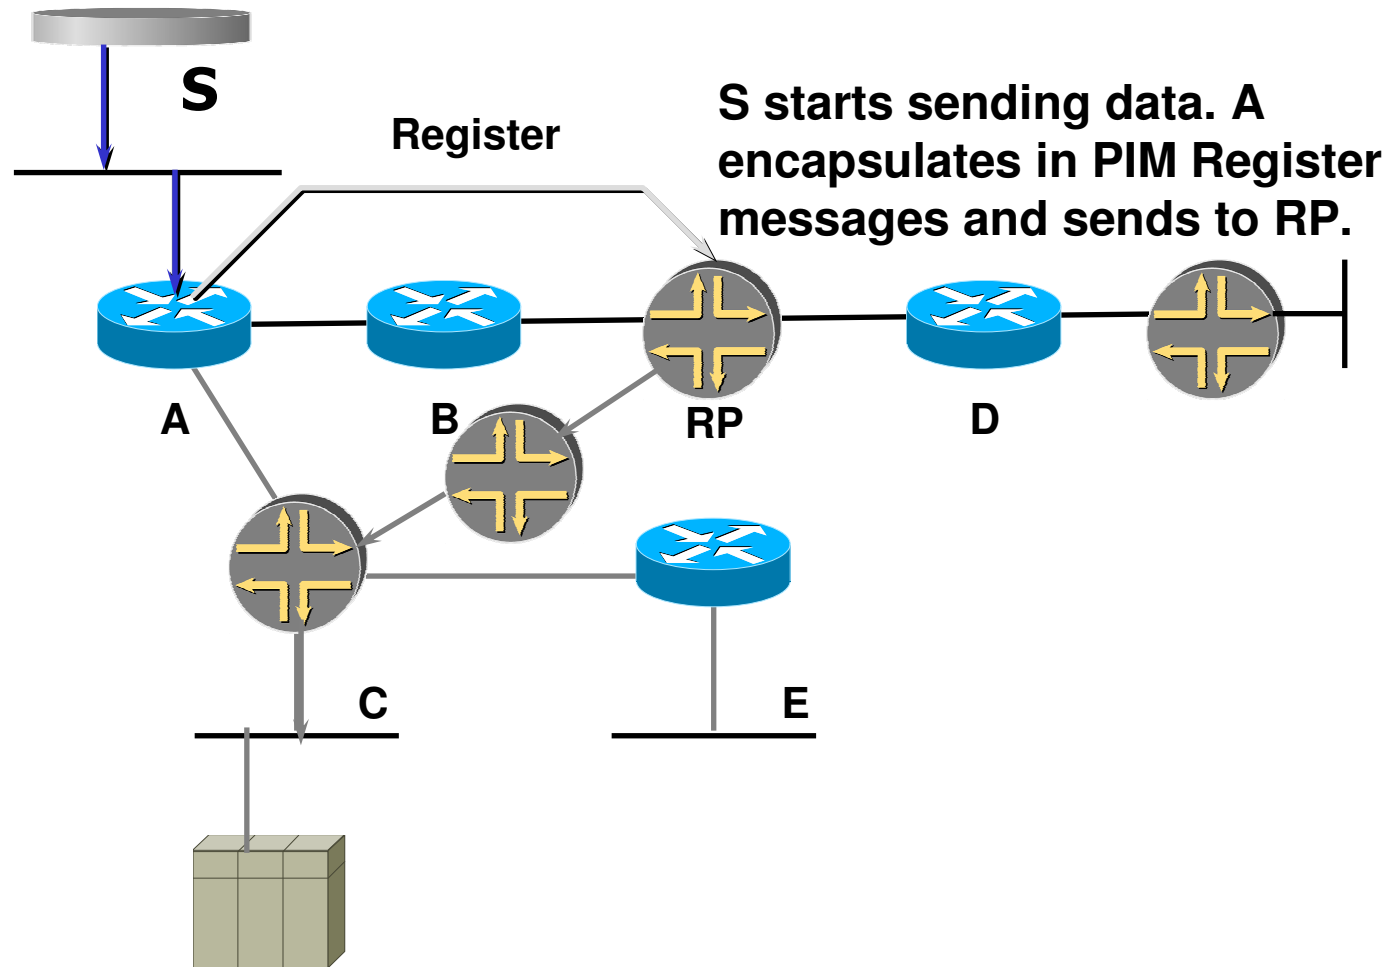 S
Register
S starts sending data. A
encapsulates in PIM Register
messages and sends to RP.
A
B
RP
D
C
E